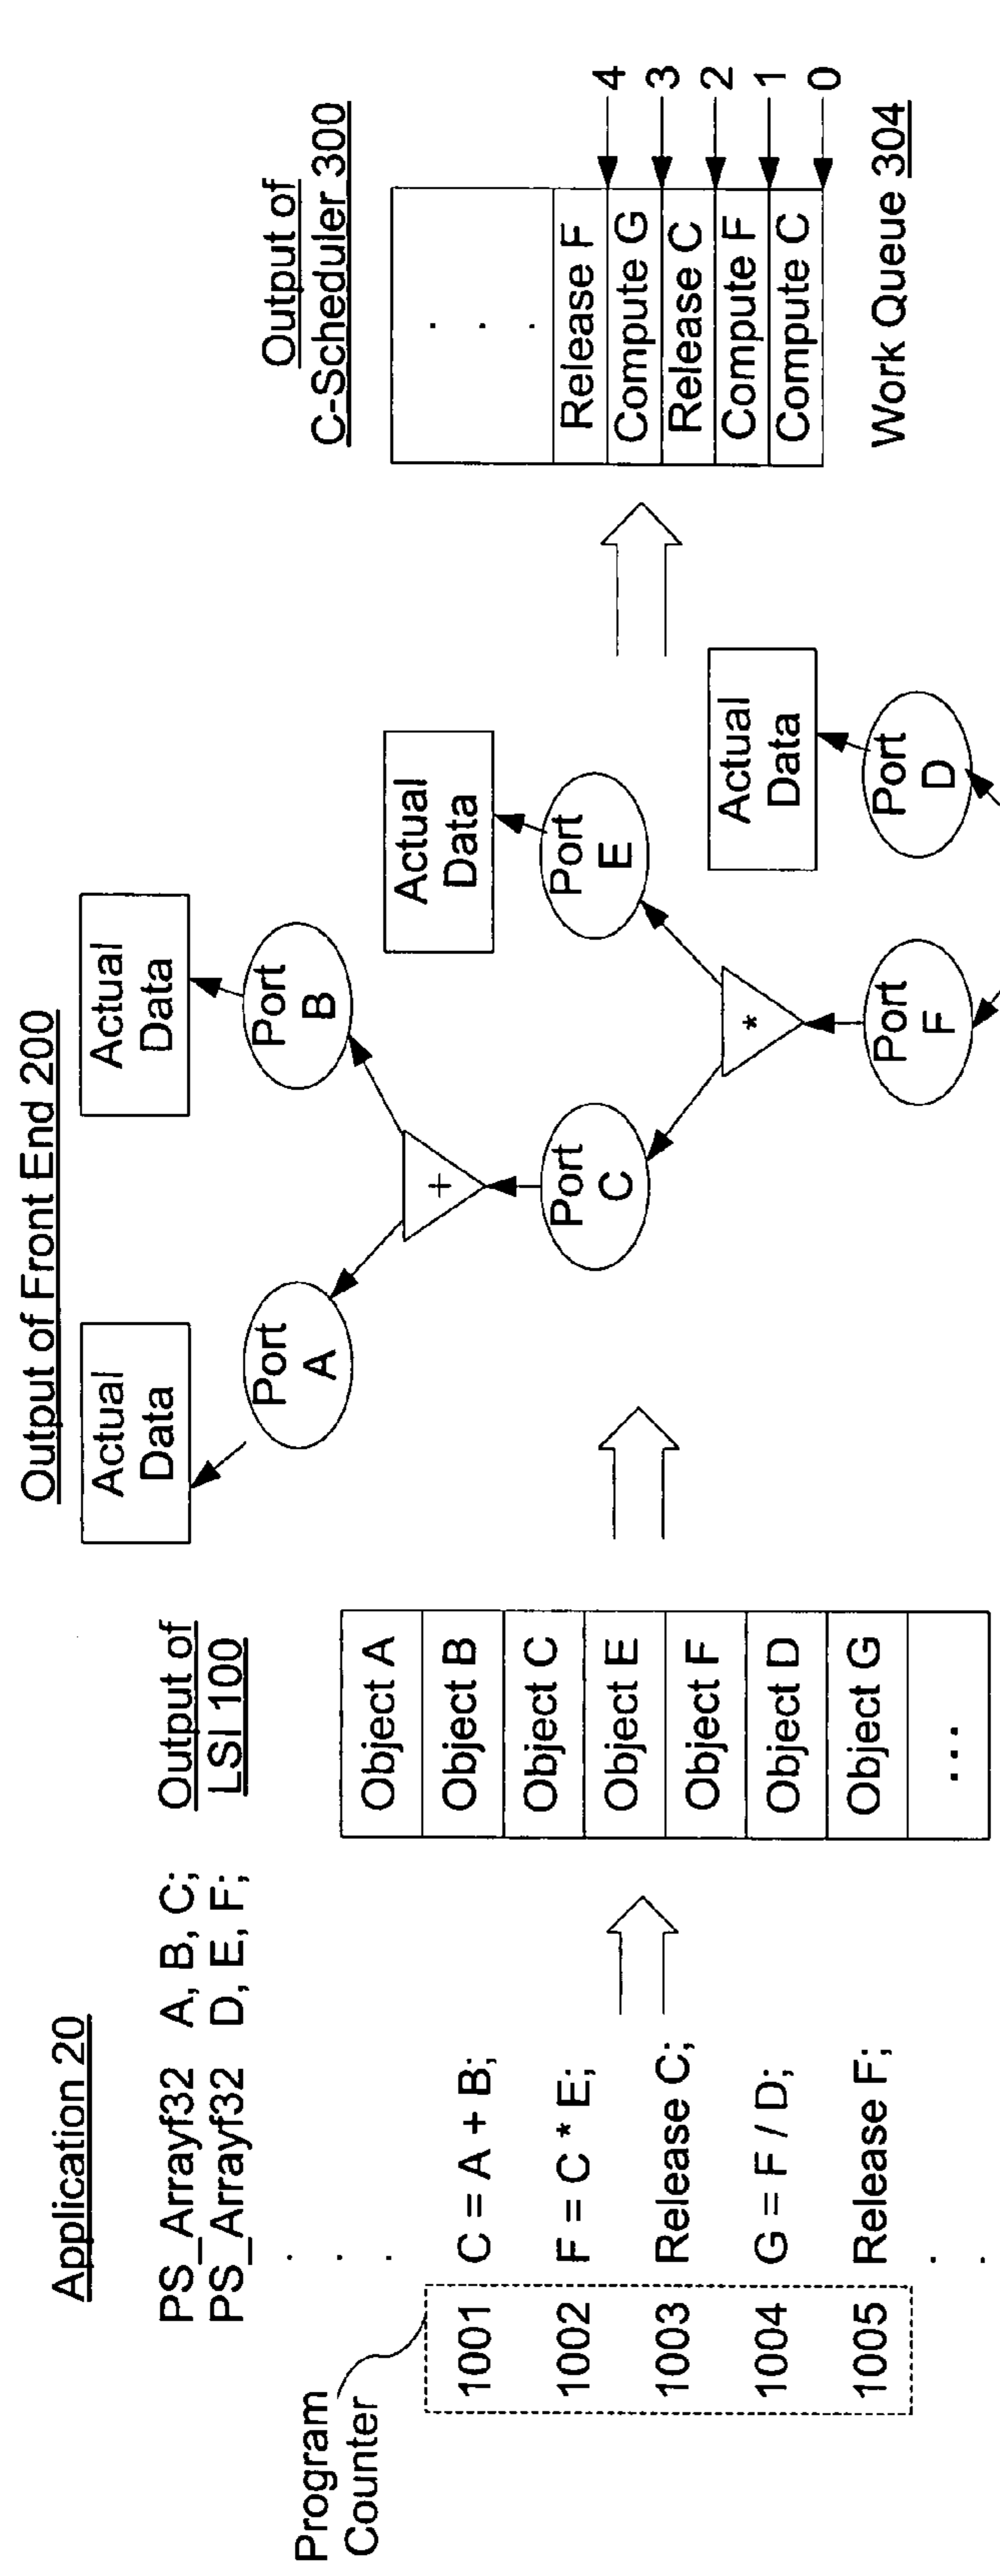 Application 20
PS_Arrayf32 A, B, C;
PS_Arrayf32 D, E, F;
.
.
.
Program
Counter
1001 C = A + B;
1002 F = C * E;
1003 Release C;
1004 G = F / D;
1005 Release F;
.
.
Output of
LSI 100
Object A
Object B
Object C
Object E
Object F
Object D
Object G
...
Output of Front End 200
Actual
Data
Actual
Data
Port
A
Port
B
+
Actual
Data
Port
C
Port
E
*
Actual
Data
Port
F
Port
D
Output of
C-Scheduler 300
.
.
.
Release F
4
Compute G
3
Release C
2
Compute F
1
Compute C
0
Work Queue 304